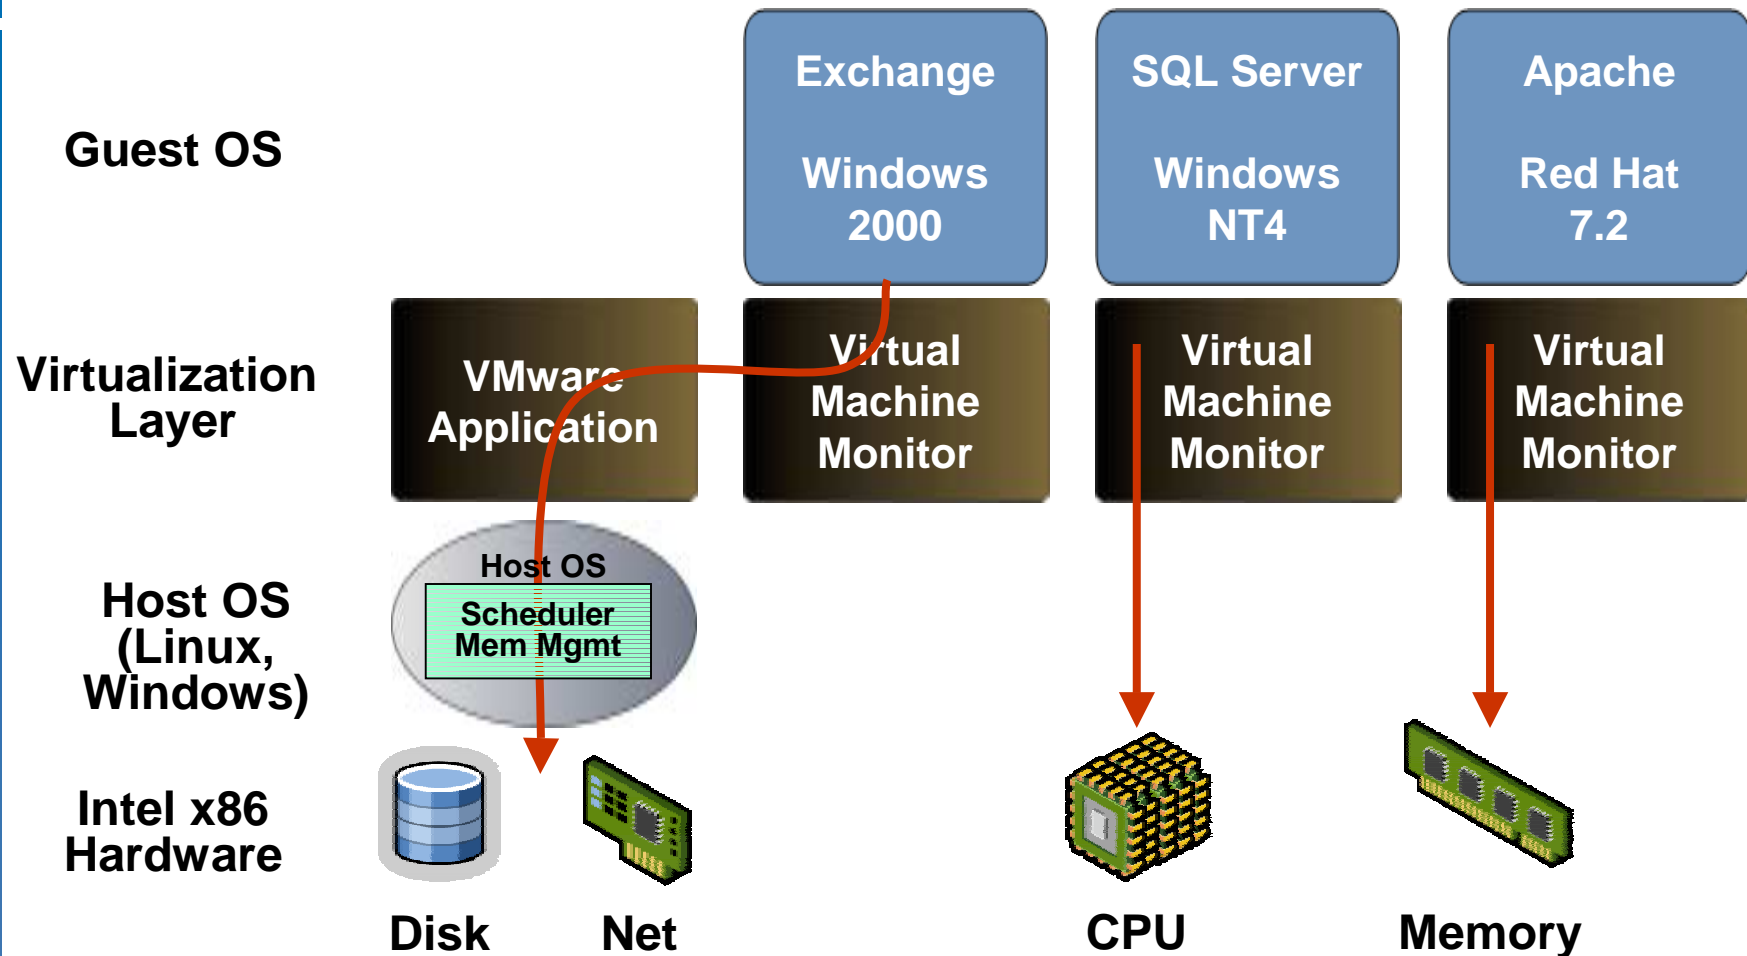 Guest OS
Exchange
Windows
2000
SQL Server
Windows
NT4
Apache
Red Hat
7.2
Virtualization
Layer
VMware
Application
Virtual
Machine
Monitor
Virtual
Machine
Monitor
Virtual
Machine
Monitor
Host OS
(Linux,
Windows)
Host OS
Scheduler
Mem Mgmt
Intel x86
Hardware
Disk
Net
CPU
Memory